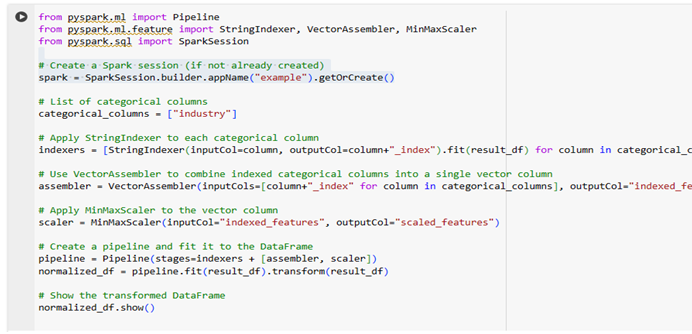 from pyspark.ml import Pipeline
from pyspark.ml.feature import StringIndexer, VectorAssembler, MinMaxScaler
from pyspark.sql import SparkSession
# Create a Spark session (if not already created)
spark = SparkSession.builder.appName("example").getOrCreate()
# List of categorical columns
categorical_columns = ["industry"]
# Apply StringIndexer to each categorical column
indexers = [StringIndexer(inputCol=column, outputCol=column+"_index").fit(result_df) for column in categorical_c
# Use VectorAssembler to combine indexed categorical columns into a single vector column
assembler = VectorAssembler(inputCols=[column+"_index" for column in categorical_columns], outputCol="indexed_fe
# Apply MinMaxScaler to the vector column
scaler = MinMaxScaler(inputCol="indexed_features", outputCol="scaled_features")
# Create a pipeline and fit it to the DataFrame
pipeline = Pipeline(stages=indexers + [assembler, scaler])
normalized_df = pipeline.fit(result_df).transform(result_df)
# Show the transformed DataFrame
normalized_df.show()